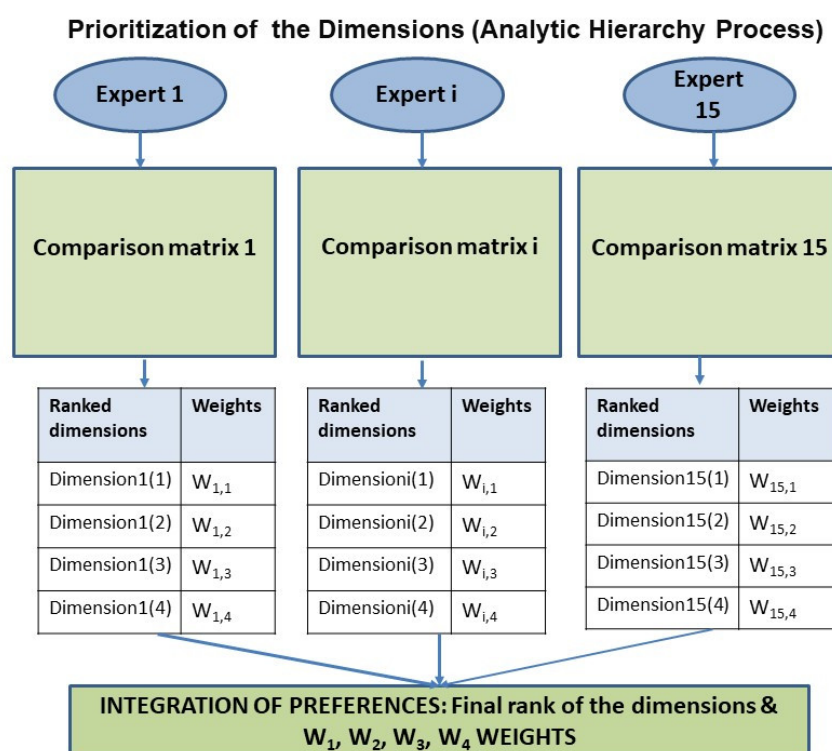 Prioritization of the Dimensions (Analytic Hierarchy Process)
Expert 1
Expert i
Expert
15
Comparison matrix 1
Comparison matrix i
Comparison matrix 15
Ranked
dimensions
Weights
Dimension1(1) W1,1
Dimension1(2) W1,2
Dimension1(3) W1,3
Dimension1(4) W1,4
Ranked
dimensions
Weights
Dimensioni(1) Wi,1
Dimensioni(2) Wi,2
Dimensioni(3) Wi,3
Dimensioni(4) Wi,4
Ranked
dimensions
Weights
Dimension15(1) W15,1
Dimension15(2) W15,2
Dimension15(3) W15,3
Dimension15(4) W15,4
INTEGRATION OF PREFERENCES: Final rank of the dimensions &
W1, W2, W3, W4 WEIGHTS